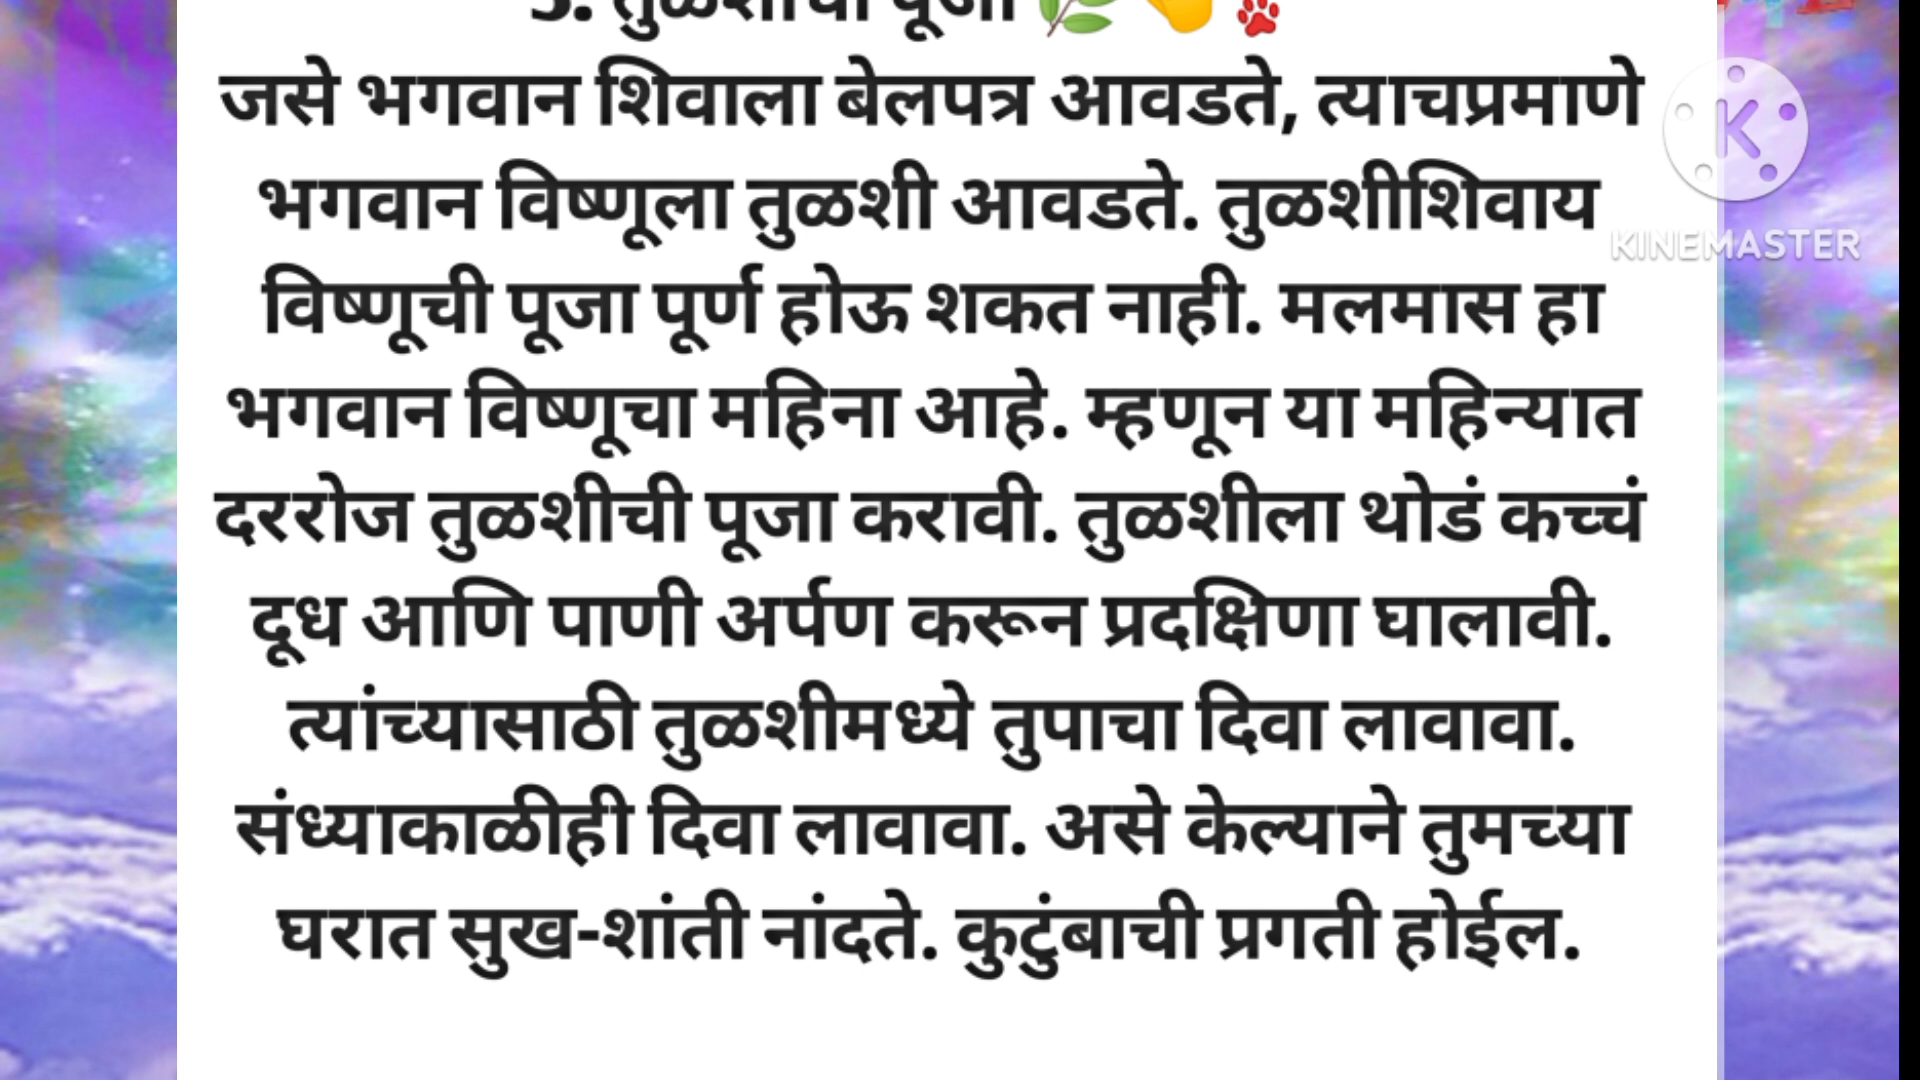 जसे भगवान शिवाला बेलपत्र आवडते, त्याचप्रमाणे
भगवान विष्णूला तुळशी आवडते. तुळशीशिवाय
विष्णूची पूजा पूर्ण होऊ शकत नाही. मलमास हा
भगवान विष्णूचा महिना आहे. म्हणून या महिन्यात
दररोज तुळशीची पूजा करावी. तुळशीला थोडं कच्चं
दूध आणि पाणी अर्पण करून प्रदक्षिणा घालावी.
त्यांच्यासाठी तुळशीमध्ये तुपाचा दिवा लावावा.
संध्याकाळीही दिवा लावावा. असे केल्याने तुमच्या
घरात सुख-शांती नांदते. कुटुंबाची प्रगती होईल.
K
KINEMASTER